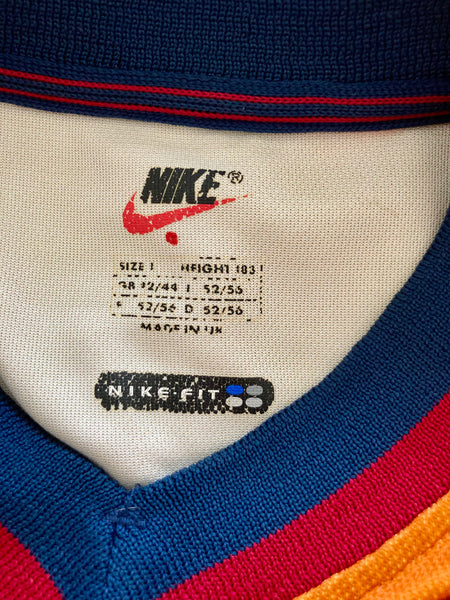 NIKE®
SIZE HEIGHT 183
GB 42/44 I 52/56
F 52/56 D 52/56
MADE IN UK
NIKE FIT